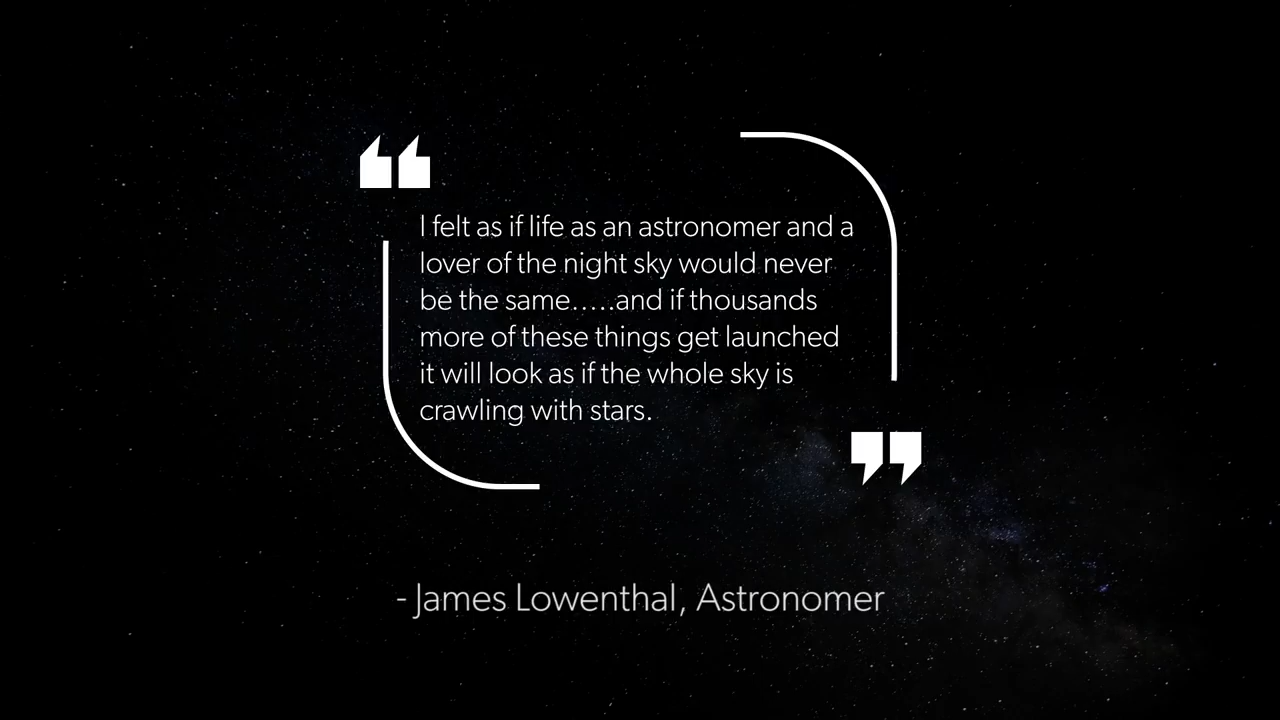 “
I felt as if life as an astronomer and a
lover of the night sky would never
be the same.....and if thousands
more of these things get launched
it will look as if the whole sky is
crawling with stars.
”
- James Lowenthal, Astronomer